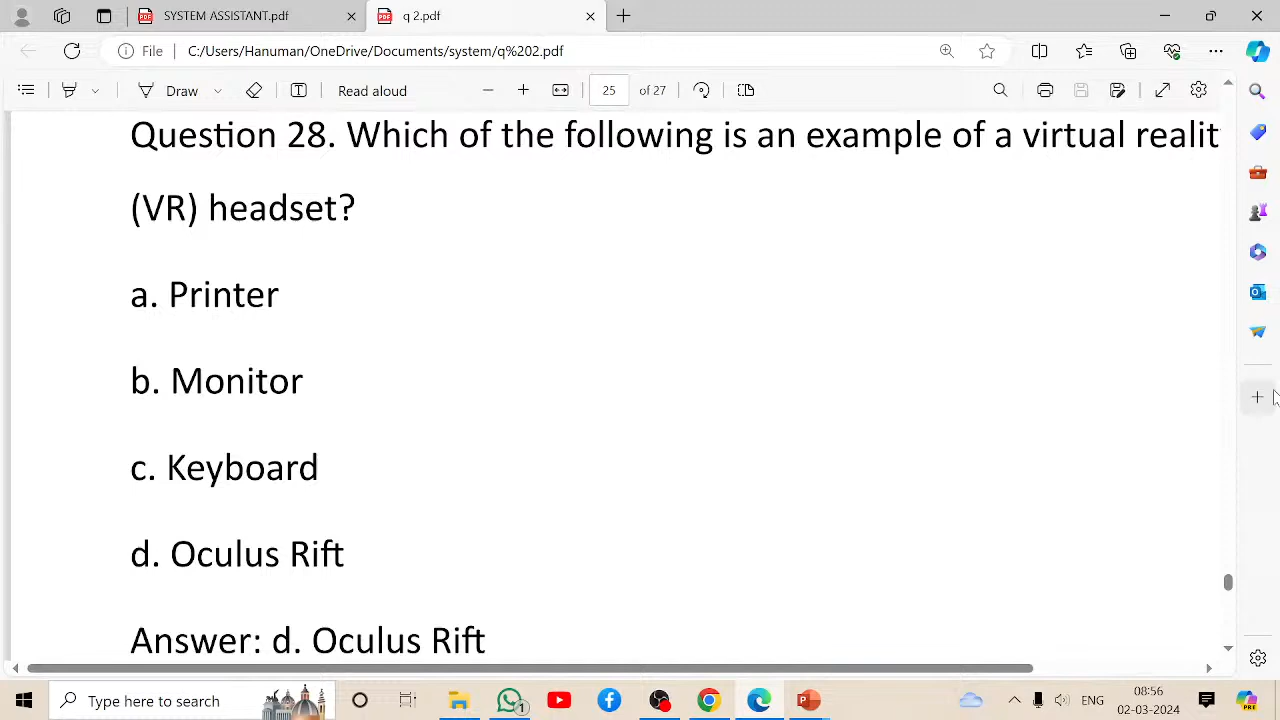 SYSTEM ASSISTANT.pdf
q 2.pdf
File
C:/Users/Hanuman/OneDrive/Documents/system/q%202.pdf
Draw
Read aloud
25
of 27
Question 28. Which of the following is an example of a virtual realit
(VR) headset?
a. Printer
b. Monitor
c. Keyboard
d. Oculus Rift
Answer: d. Oculus Rift
Type here to search
1
ENG
08:56
02-03-2024